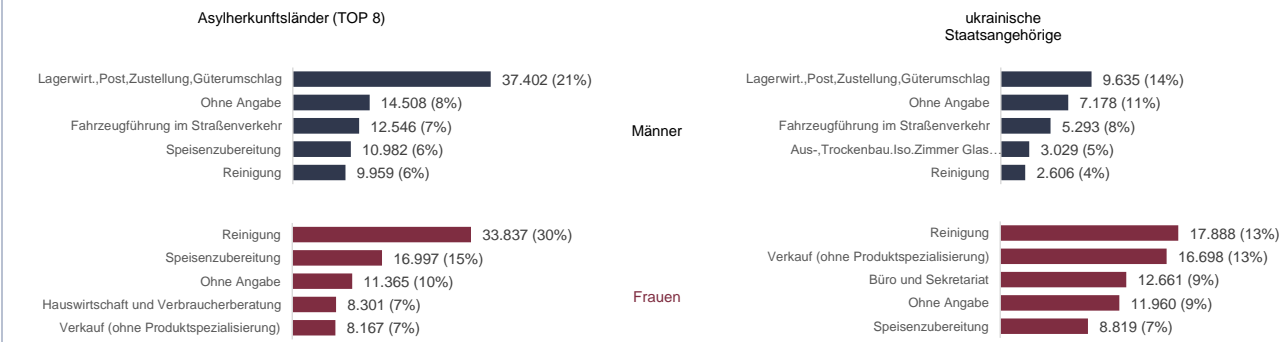 Asylherkunftsländer (TOP 8)
ukrainische
Staatsangehörige
Lagerwirt.,Post,Zustellung,Güterumschlag 37.402 (21%)
Ohne Angabe 14.508 (8%)
Fahrzeugführung im Straßenverkehr 12.546 (7%)
Speisenzubereitung 10.982 (6%)
Reinigung 9.959 (6%)
Männer
Lagerwirt.,Post,Zustellung,Güterumschlag 9.635 (14%)
Ohne Angabe 7.178 (11%)
Fahrzeugführung im Straßenverkehr 5.293 (8%)
Aus-,Trockenbau.Iso.Zimmer Glas… 3.029 (5%)
Reinigung 2.606 (4%)
Reinigung 33.837 (30%)
Speisenzubereitung 16.997 (15%)
Ohne Angabe 11.365 (10%)
Hauswirtschaft und Verbraucherberatung 8.301 (7%)
Verkauf (ohne Produktspezialisierung) 8.167 (7%)
Frauen
Reinigung 17.888 (13%)
Verkauf (ohne Produktspezialisierung) 16.698 (13%)
Büro und Sekretariat 12.661 (9%)
Ohne Angabe 11.960 (9%)
Speisenzubereitung 8.819 (7%)